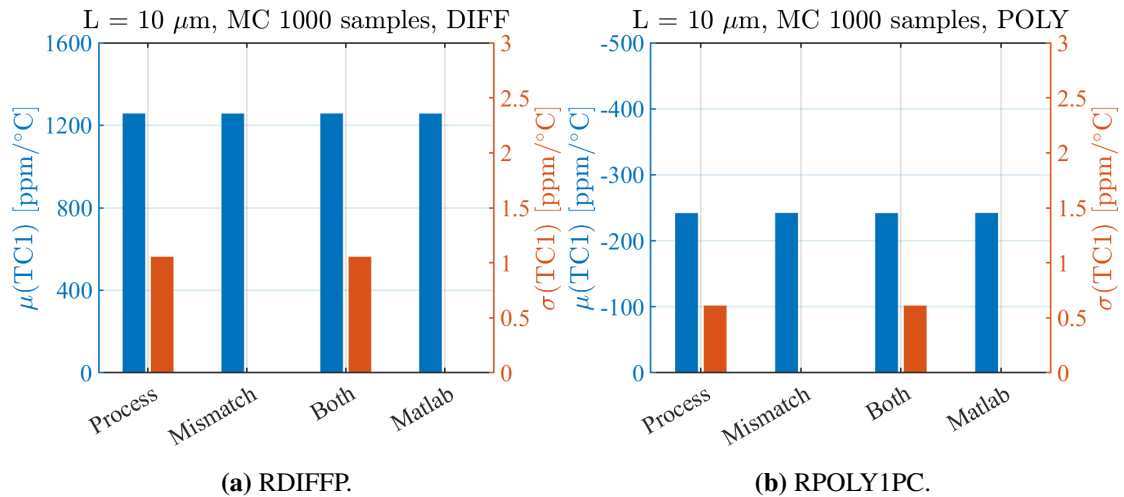 L = 10 μm, MC 1000 samples, DIFF
1600
1200
800
400
0
μ(TC1) [ppm/°C]
3
2.5
2
1.5
1
0.5
0
σ(TC1) [ppm/°C]
Process
Mismatch
Both
Matlab
(a) RDIFFP.
L = 10 μm, MC 1000 samples, POLY
-500
-400
-300
-200
-100
0
μ(TC1) [ppm/°C]
3
2.5
2
1.5
1
0.5
0
σ(TC1) [ppm/°C]
Process
Mismatch
Both
Matlab
(b) RPOLY1PC.